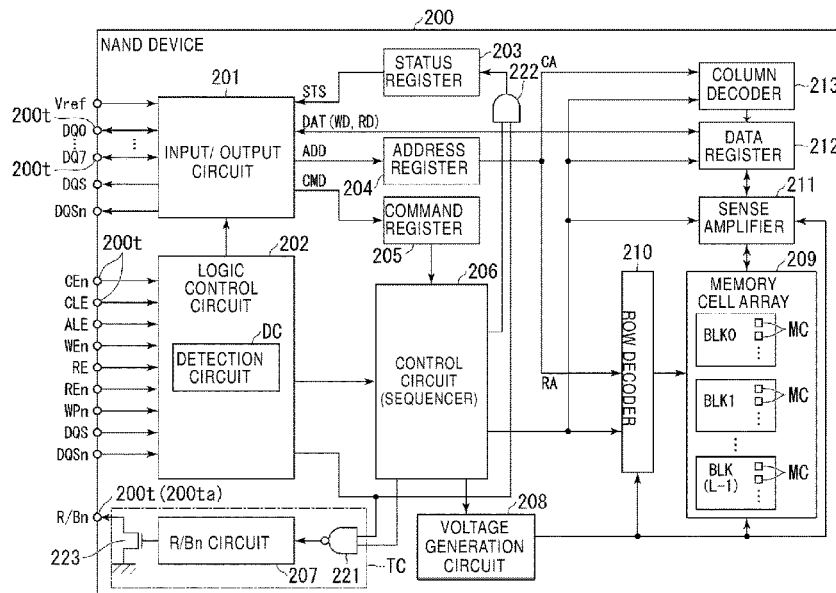 200
NAND DEVICE
203
STATUS
REGISTER
222
CA
COLUMN
DECODER
213
201
STS
Vref
200t
DQ0
DQ7
200t
DQS
DQSn
INPUT/ OUTPUT
CIRCUIT
DAT (WD, RD)
ADD
CMD
ADDRESS
REGISTER
204
COMMAND
REGISTER
205
DATA
REGISTER
212
211
SENSE
AMPLIFIER
200t
202
206
210
209
CEn
CLE
ALE
WEn
RE
REn
WPn
DQS
DQSn
LOGIC
CONTROL
CIRCUIT
DC
DETECTION
CIRCUIT
CONTROL
CIRCUIT
(SEQUENCER)
RA
ROW DECODER
MEMORY
CELL ARRAY
BLK0
MC
BLK1
MC
BLK
(L-1)
MC
R/Bn
200t (200ta)
223
R/Bn CIRCUIT
207
221
TC
208
VOLTAGE
GENERATION
CIRCUIT